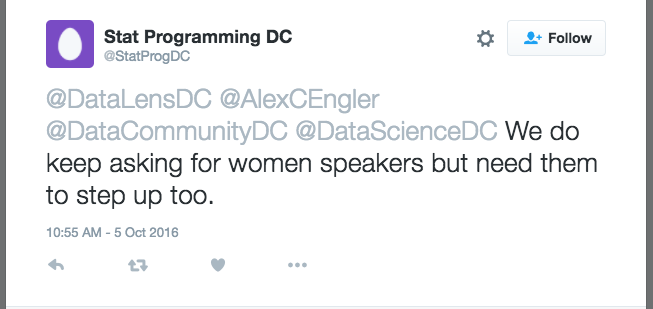 Stat Programming DC
@StatProgDC
Follow
@DataLensDC @AlexCEngler
@DataCommunityDC @DataScienceDC We do
keep asking for women speakers but need them
to step up too.
10:55 AM - 5 Oct 2016